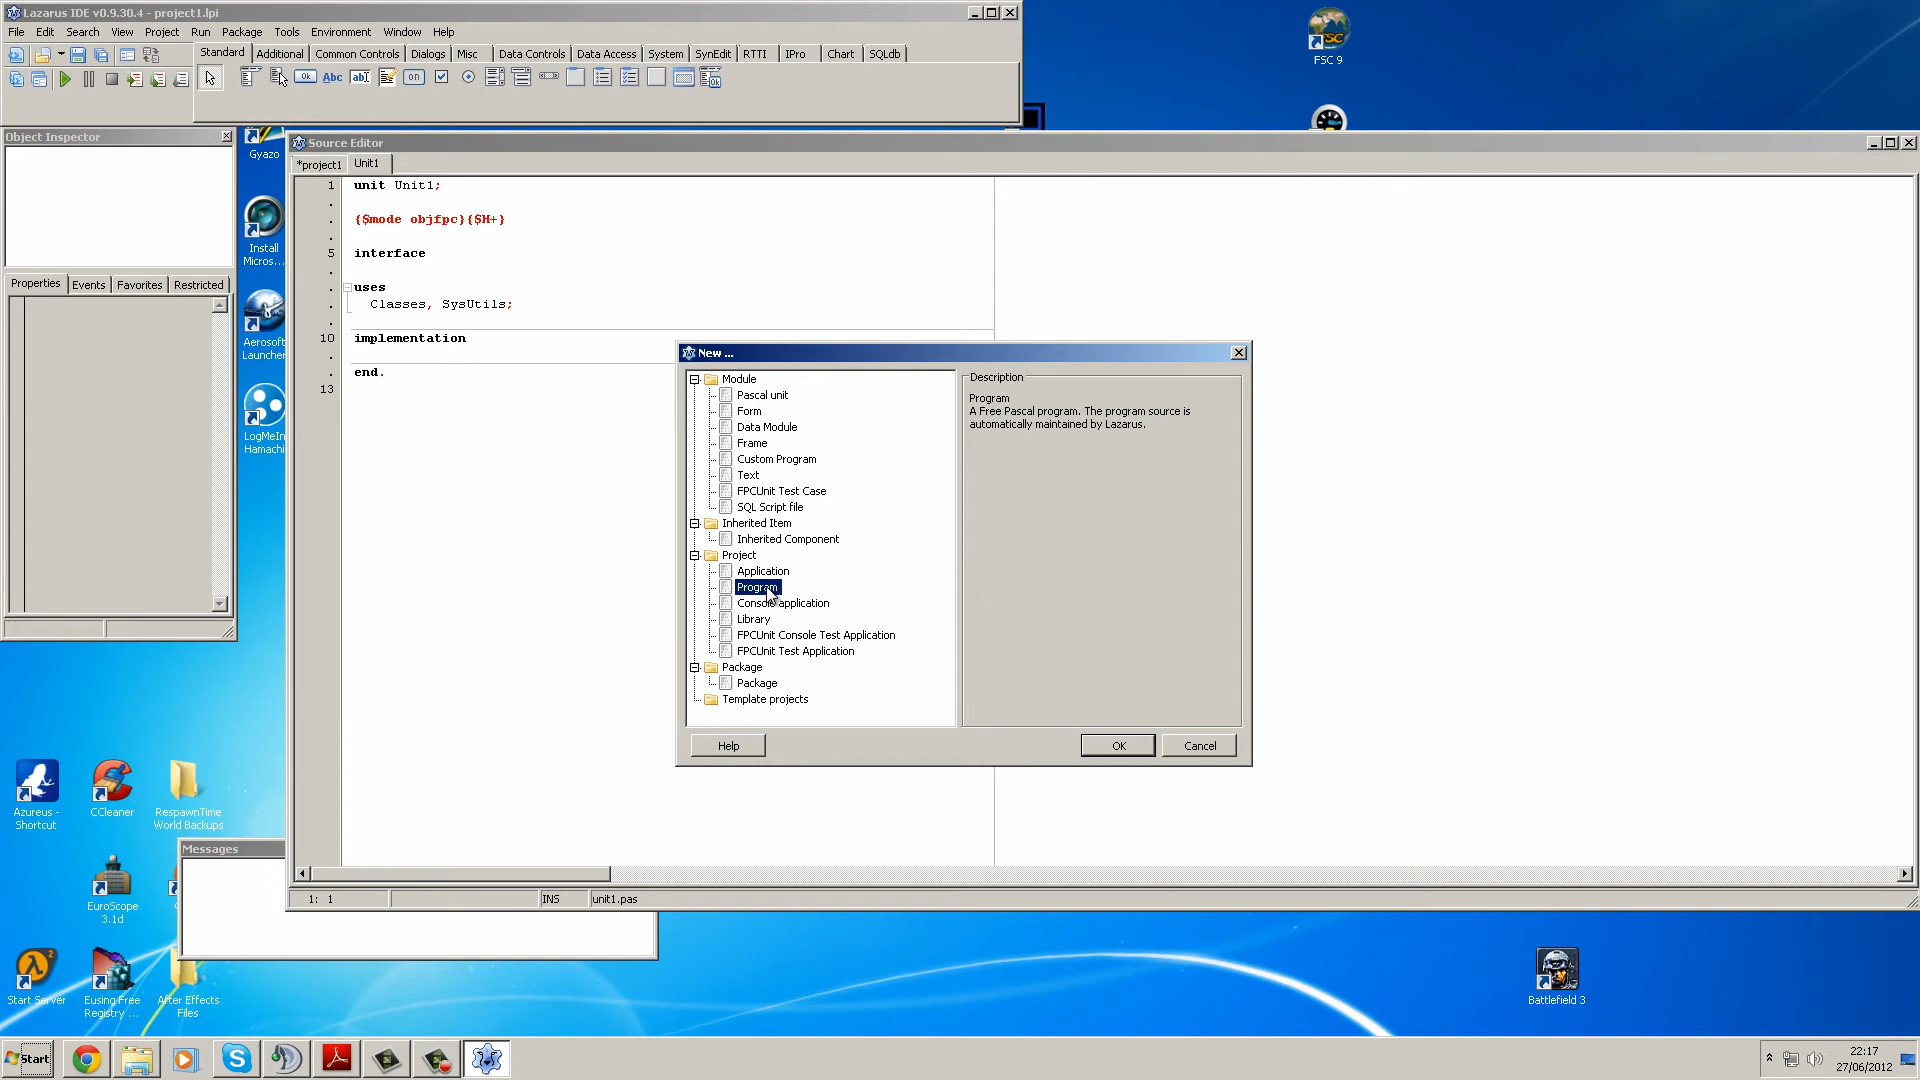 Lazarus IDE v0.9.30.4 - project1.lpi
File Edit Search View Project Run Package Tools Environment Window Help
Standard Additional Common Controls Dialogs Misc Data Controls Data Access System SynEdit RTTI IPro Chart SQLdb
Ok Abc abI on
FSC 9
Object Inspector
Properties Events Favorites Restricted
Gyazo
Install
Micros...
Aerosoft
Launcher
LogMeIn
Hamachi
Source Editor
*project1 Unit1
1 unit Unit1;
{$mode objfpc}{$H+}
5 interface
uses
Classes, SysUtils;
10 implementation
end.
13
New ...
Module
Pascal unit
Form
Data Module
Frame
Custom Program
Text
FPCUnit Test Case
SQL Script file
Inherited Item
Inherited Component
Project
Application
Program
Console application
Library
FPCUnit Console Test Application
FPCUnit Test Application
Package
Package
Template projects
Description
Program
A Free Pascal program. The program source is
automatically maintained by Lazarus.
Help OK Cancel
1: 1 INS unit1.pas
Messages
Azureus -
Shortcut
CCleaner
RespawnTime
World Backups
EuroScope
3.1d
Start Server
Eusing Free
Registry ...
After Effects
Files
Battlefield 3
Start
22:17
27/06/2012